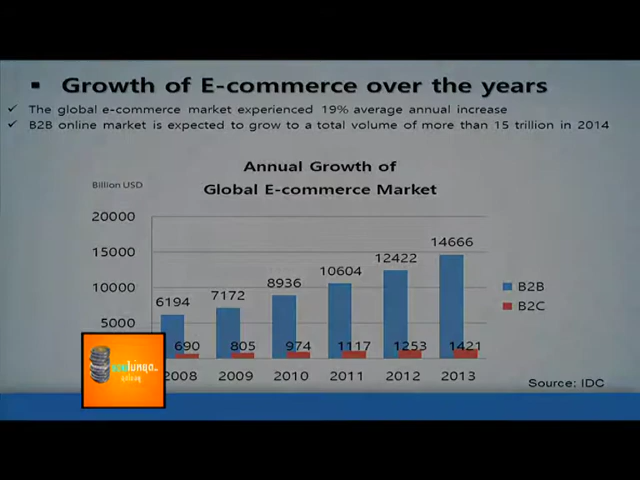 ▪ Growth of E-commerce over the years
✓ The global e-commerce market experienced 19% average annual increase
✓ B2B online market is expected to grow to a total volume of more than 15 trillion in 2014
Annual Growth of
Global E-commerce Market
Billion USD
20000
15000
10000
5000
6194
7172
8936
10604
12422
14666
690
805
974
1117
1253
1421
2008
2009
2010
2011
2012
2013
B2B
B2C
Source: IDC